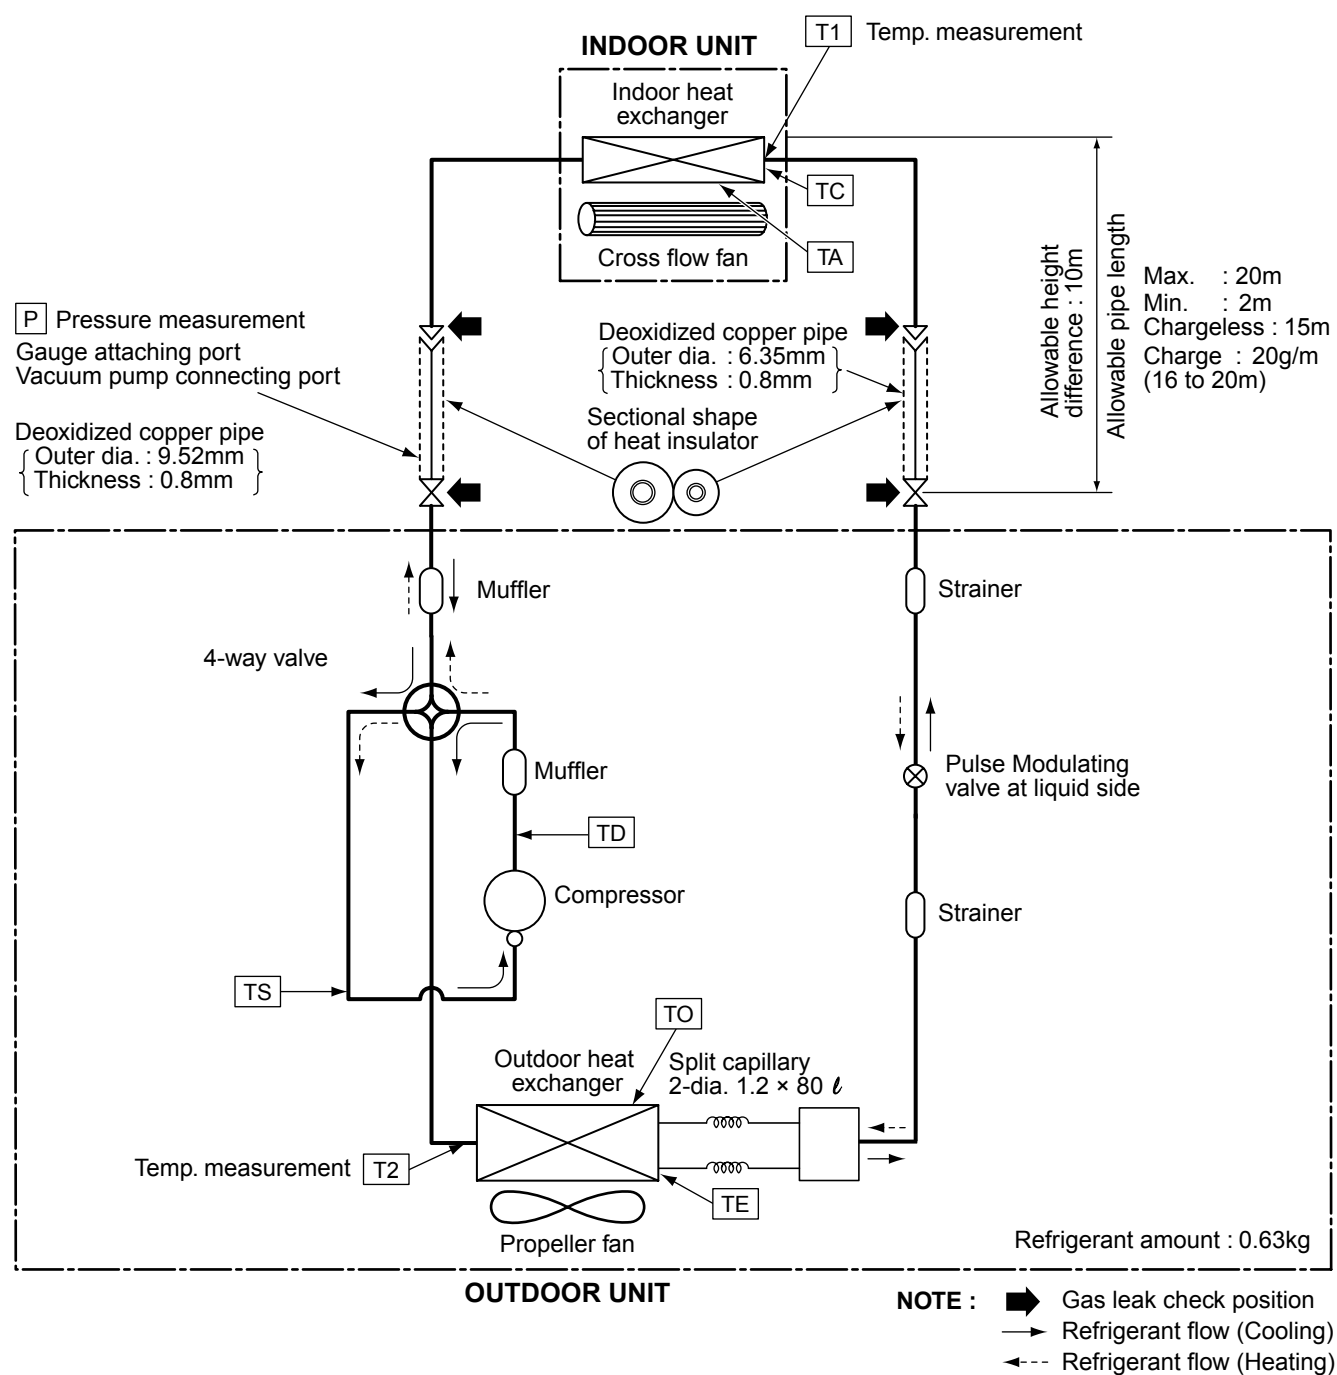 T1 Temp. measurement
INDOOR UNIT
Indoor heat
exchanger
TC
TA
Cross flow fan
Allowable height
difference : 10m
Allowable pipe length
Max. : 20m
Min. : 2m
Chargeless : 15m
Charge : 20g/m
(16 to 20m)
P Pressure measurement
Gauge attaching port
Vacuum pump connecting port
Deoxidized copper pipe
Outer dia. : 9.52mm
Thickness : 0.8mm
Deoxidized copper pipe
Outer dia. : 6.35mm
Thickness : 0.8mm
Sectional shape
of heat insulator
Muffler
Strainer
4-way valve
Muffler
Pulse Modulating
valve at liquid side
TD
Compressor
Strainer
TS
TO
Outdoor heat
exchanger
Split capillary
2-dia. 1.2 × 80 ℓ
Temp. measurement T2
TE
Propeller fan
Refrigerant amount : 0.63kg
OUTDOOR UNIT
NOTE :
Gas leak check position
Refrigerant flow (Cooling)
Refrigerant flow (Heating)